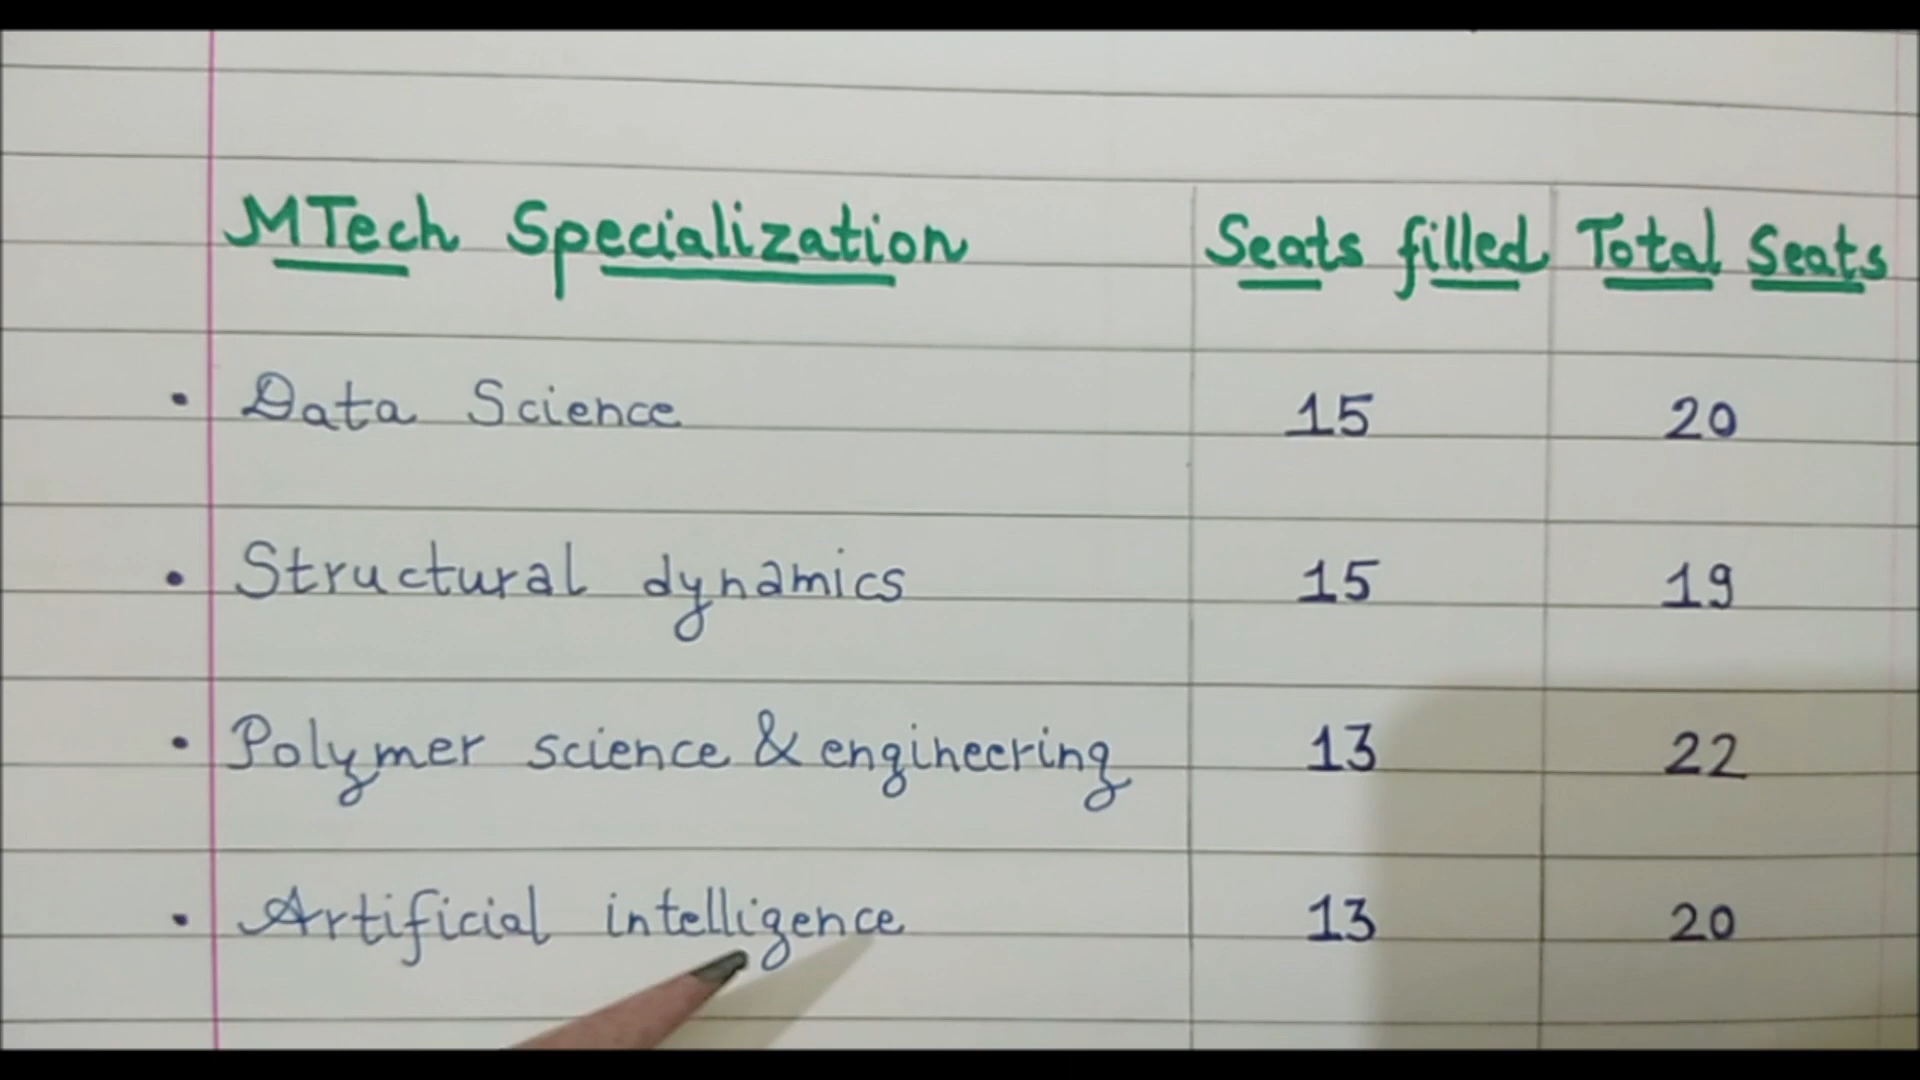 MTech Specialization Seats filled Total Seats
• Data Science 15 20
• Structural dynamics 15 19
• Polymer science & engineering 13 22
• Artificial intelligence 13 20